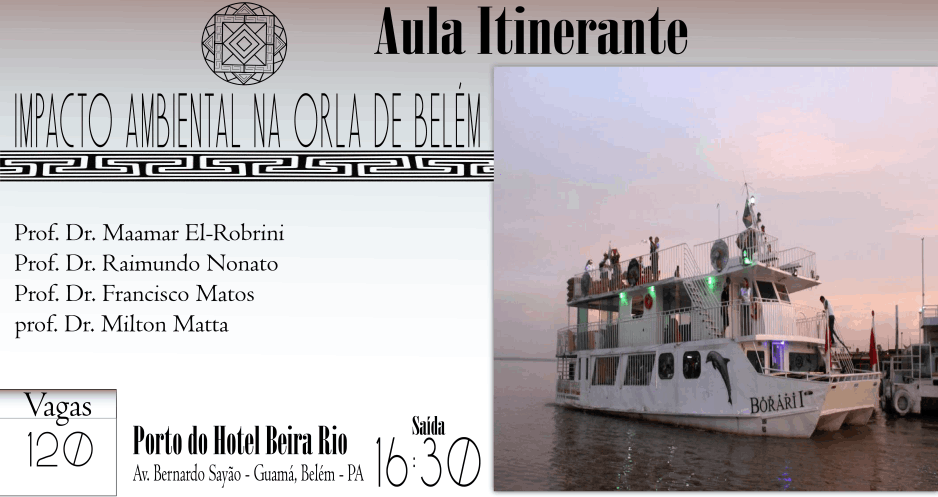 Aula Itinerante
IMPACTO AMBIENTAL NA ORLA DE BELÉM
Prof. Dr. Maamar El-Robrini
Prof. Dr. Raimundo Nonato
Prof. Dr. Francisco Matos
prof. Dr. Milton Matta
Vagas
120
Porto do Hotel Beira Rio
Av. Bernardo Sayão - Guamá, Belém - PA
Saída
16:30
BORARI I